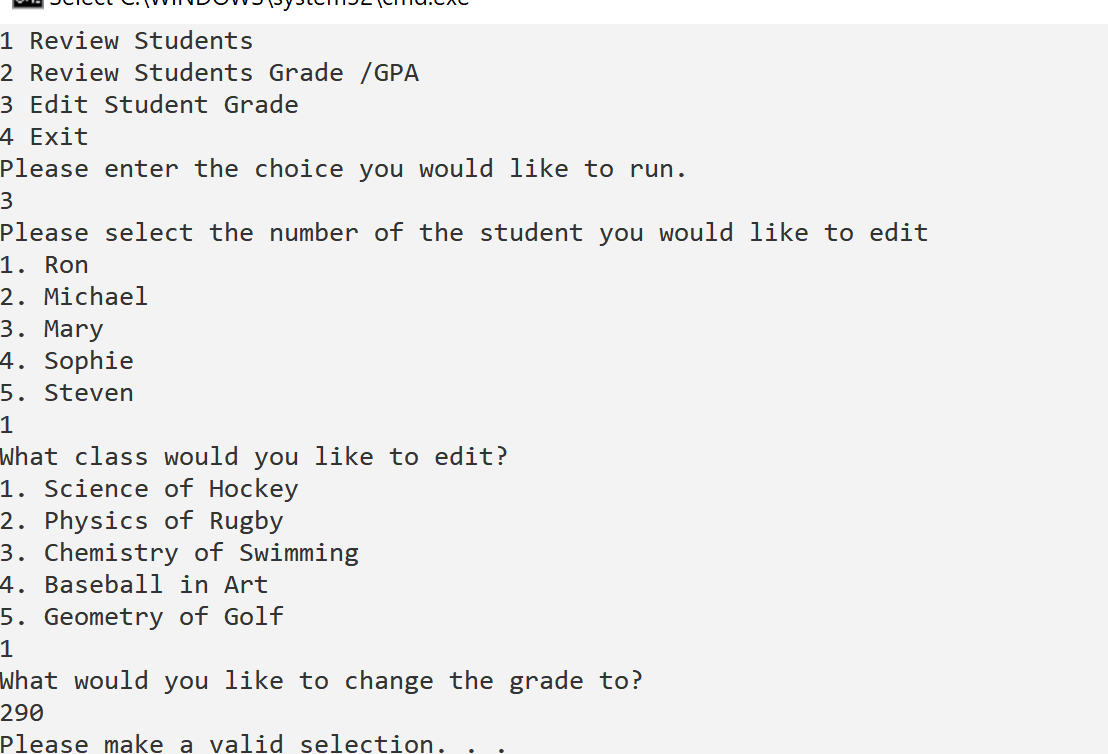 Select C:\WINDOWS\system32\cmd.exe
1 Review Students
2 Review Students Grade /GPA
3 Edit Student Grade
4 Exit
Please enter the choice you would like to run.
3
Please select the number of the student you would like to edit
1. Ron
2. Michael
3. Mary
4. Sophie
5. Steven
1
What class would you like to edit?
1. Science of Hockey
2. Physics of Rugby
3. Chemistry of Swimming
4. Baseball in Art
5. Geometry of Golf
1
What would you like to change the grade to?
290
Please make a valid selection. . .